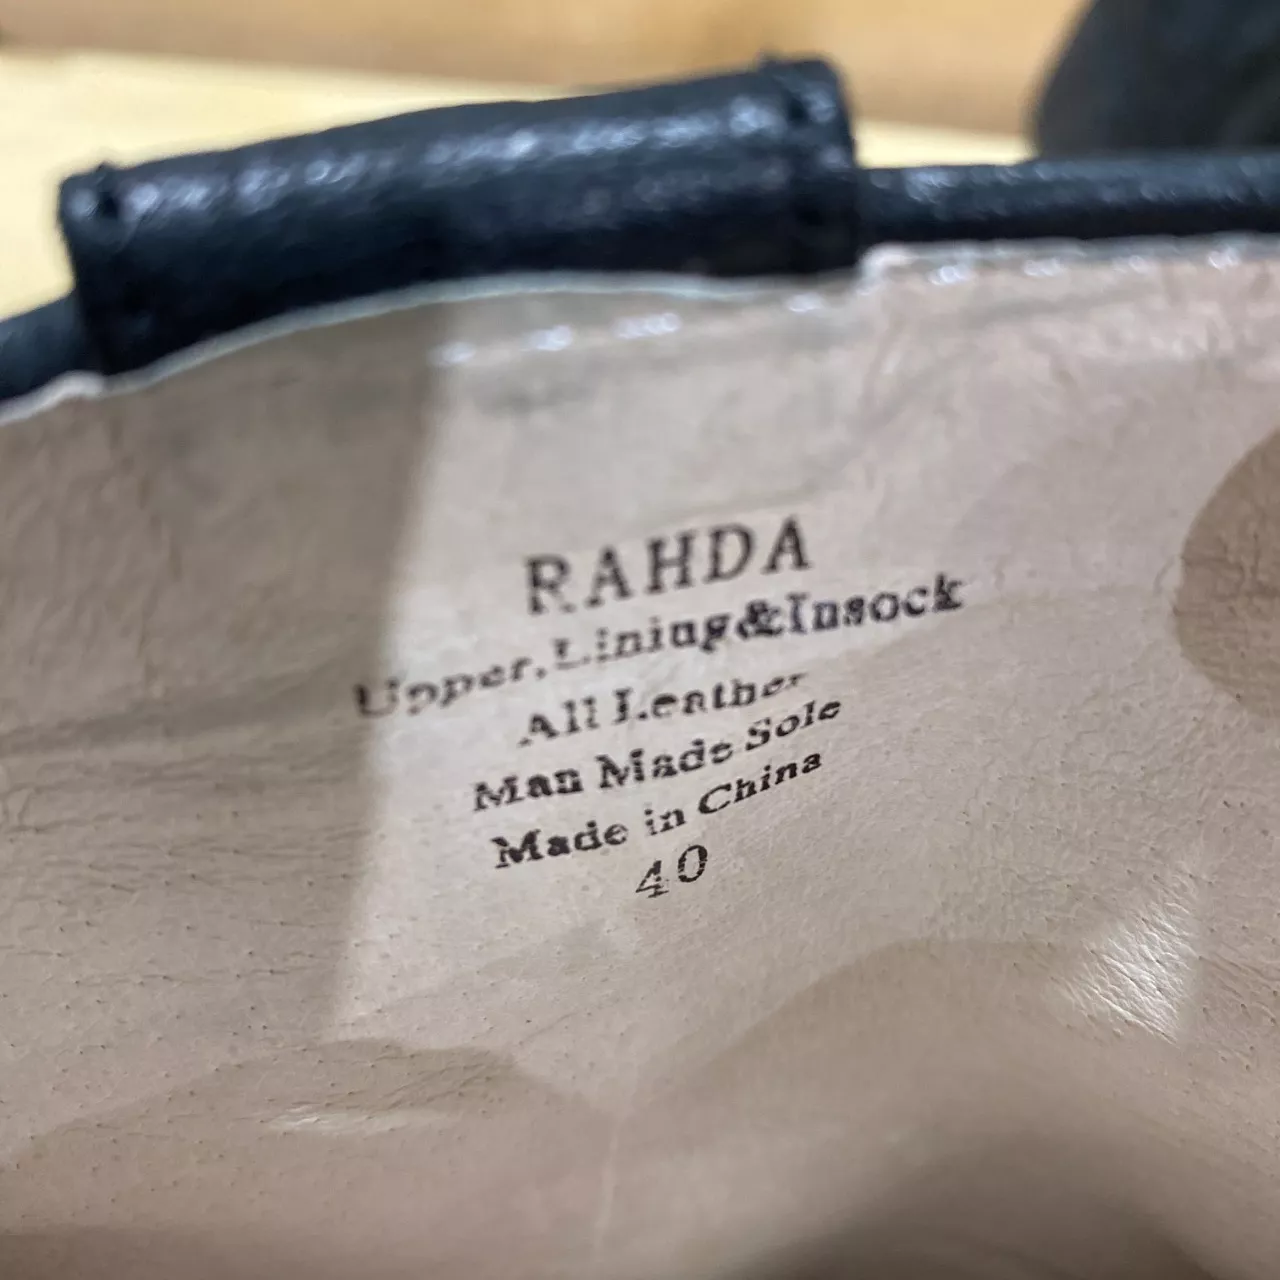 RAHDA
Upper,Lining&Insock
All Leather
Man Made Sole
Made in China
40